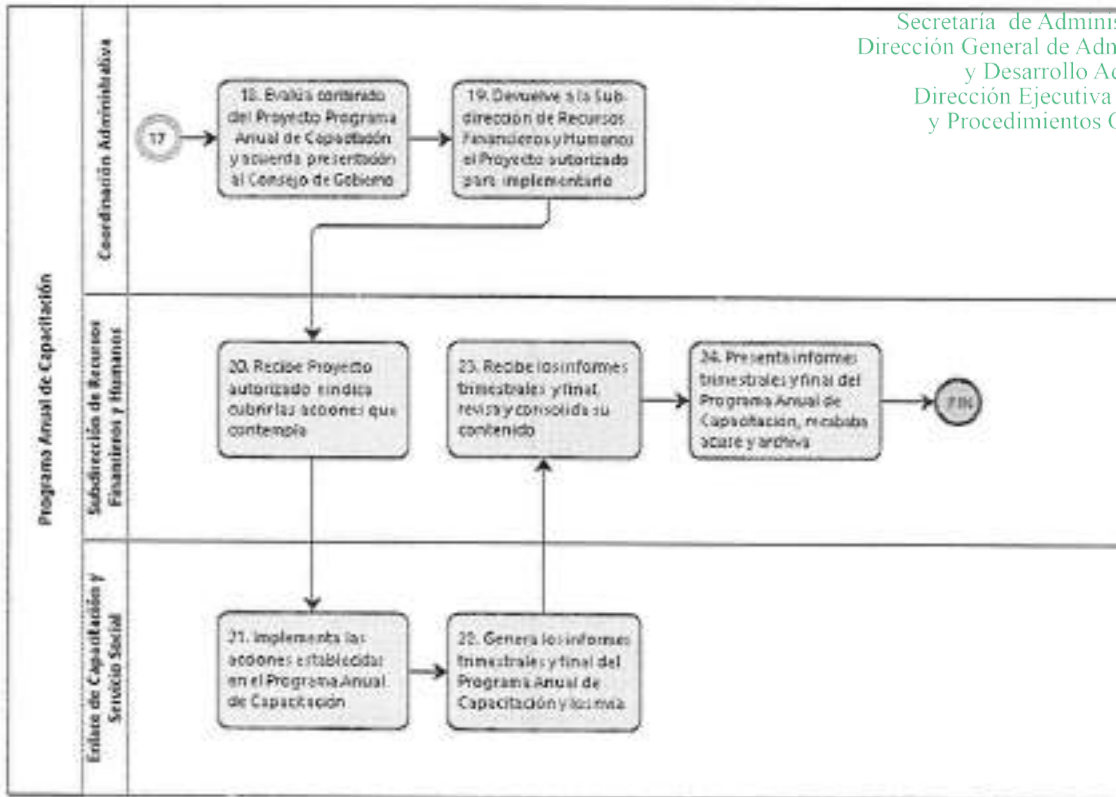 Secretaría de Adminis
Dirección General de Adm
y Desarrollo Ad
Dirección Ejecutiva
y Procedimientos O
Programa Anual de Capacitación
Coordinación Administrativa
17
18. Evalúa contenido
del Proyecto Programa
Anual de Capacitación
y acuerda presentación
al Consejo de Gobierno
19. Devuelve a la Sub-
dirección de Recursos
Financieros y Humanos
el Proyecto autorizado
para implementarlo
Subdirección de Recursos
Financieros y Humanos
20. Recibe Proyecto
autorizado e indica
cubrir las acciones que
contempla
23. Recibe los informes
trimestrales y final,
revisa y consolida su
contenido
24. Presenta informes
trimestrales y final del
Programa Anual de
Capacitación, recababa
acuse y archiva
FIN
Enlace de Capacitación y
Servicio Social
21. Implementa las
acciones establecidas
en el Programa Anual
de Capacitación
22. Genera los informes
trimestrales y final del
Programa Anual de
Capacitación y los